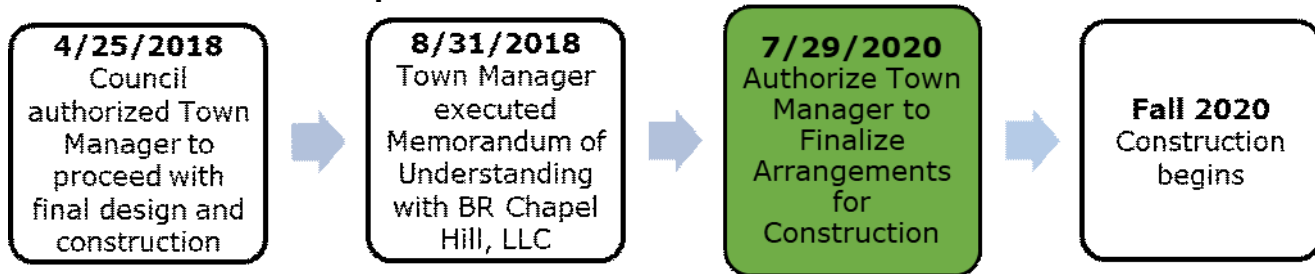 4/25/2018
Council
authorized Town
Manager to
proceed with
final design and
construction
8/31/2018
Town Manager
executed
Memorandum of
Understanding
with BR Chapel
Hill, LLC
7/29/2020
Authorize Town
Manager to
Finalize
Arrangements
for
Construction
Fall 2020
Construction
begins